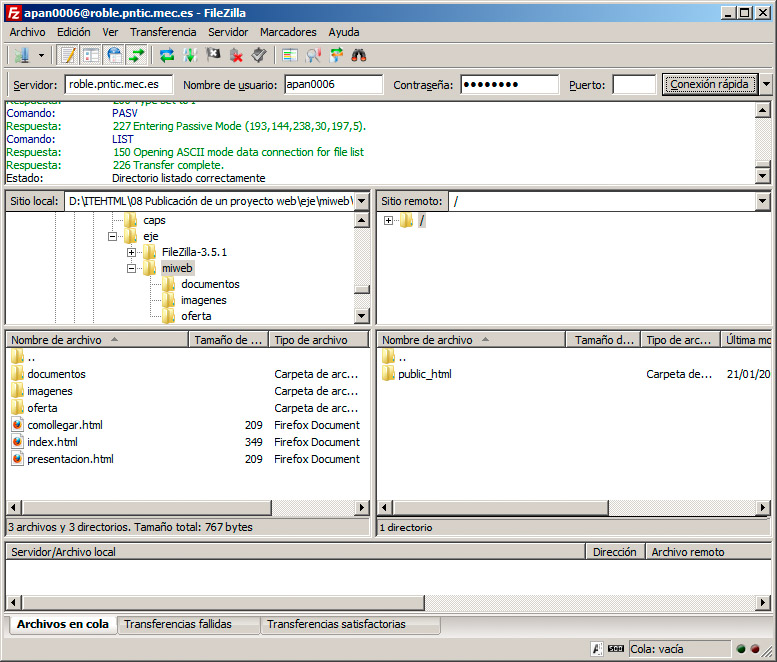 apan0006@roble.pntic.mec.es - FileZilla
Archivo Edición Ver Transferencia Servidor Marcadores Ayuda
Servidor: roble.pntic.mec.es Nombre de usuario: apan0006 Contraseña: ●●●●●●●● Puerto: Conexión rápida
Respuesta: 200 Type set to I
Comando: PASV
Respuesta: 227 Entering Passive Mode (193,144,238,30,197,5).
Comando: LIST
Respuesta: 150 Opening ASCII mode data connection for file list
Respuesta: 226 Transfer complete.
Estado: Directorio listado correctamente
Sitio local: D:\ITEHTML\08 Publicación de un proyecto web\eje\miweb\
caps
eje
FileZilla-3.5.1
miweb
documentos
imagenes
oferta
Sitio remoto: /
/
Nombre de archivo Tamaño de ... Tipo de archivo
..
documentos Carpeta de arc...
imagenes Carpeta de arc...
oferta Carpeta de arc...
comollegar.html 209 Firefox Document
index.html 349 Firefox Document
presentacion.html 209 Firefox Document
3 archivos y 3 directorios. Tamaño total: 767 bytes
Nombre de archivo Tamaño d... Tipo de arc... Última mo
..
public_html Carpeta de... 21/01/20
1 directorio
Servidor/Archivo local Dirección Archivo remoto
Archivos en cola Transferencias fallidas Transferencias satisfactorias
Cola: vacía